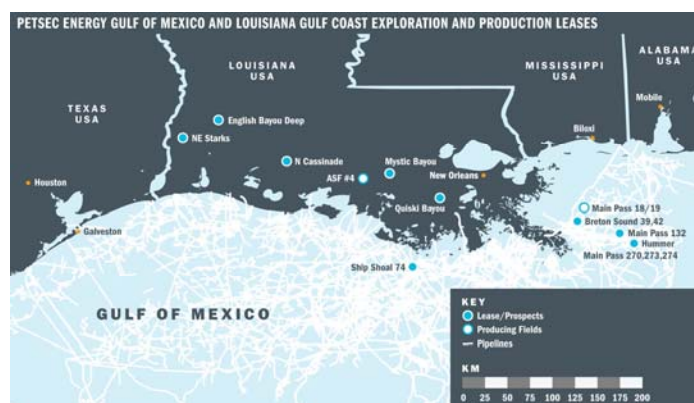 PETSEC ENERGY GULF OF MEXICO AND LOUISIANA GULF COAST EXPLORATION AND PRODUCTION LEASES
ALABAMA
USA
LOUISIANA
USA
MISSISSIPPI
USA
Mobile
TEXAS
USA
English Bayou Deep
NE Starks
Biloxi
N Cassinade
Mystic Bayou
ASF #4
New Orleans
Houston
Quiski Bayou
Main Pass 18/19
Breton Sound 39,42
Galveston
Main Pass 132
Hummer
Main Pass 270,273,274
Ship Shoal 74
GULF OF MEXICO
KEY
Lease/Prospects
Producing Fields
Pipelines
KM
0 25 50 75 100 125 150 175 200